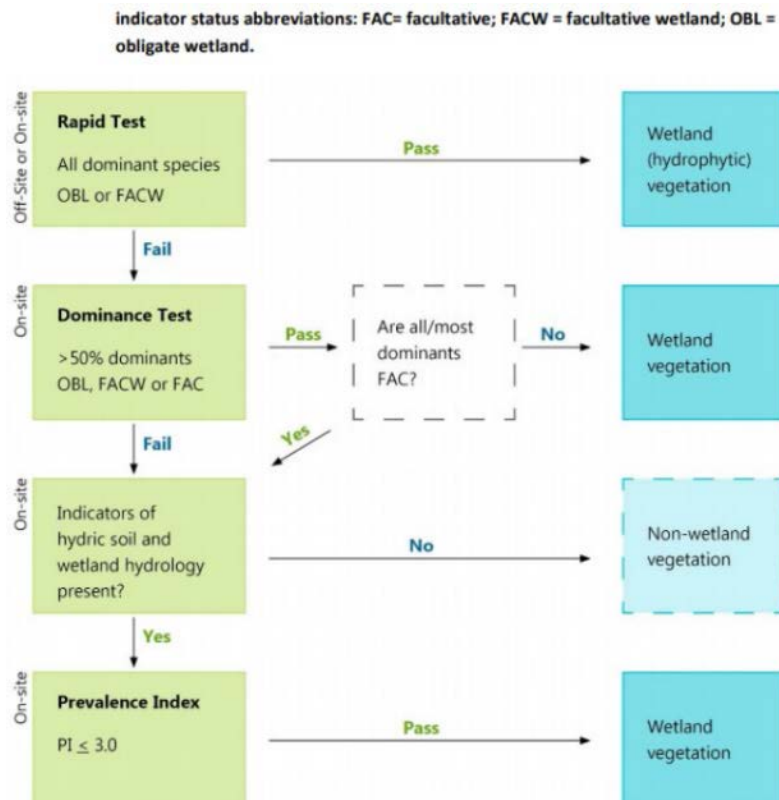 indicator status abbreviations: FAC= facultative; FACW = facultative wetland; OBL =
obligate wetland.
Off-Site or On-site
Rapid Test
All dominant species
OBL or FACW
Pass
Wetland
(hydrophytic)
vegetation
Fail
On-site
Dominance Test
>50% dominants
OBL, FACW or FAC
Pass
Are all/most
dominants
FAC?
No
Wetland
vegetation
Fail
Yes
On-site
Indicators of
hydric soil and
wetland hydrology
present?
No
Non-wetland
vegetation
Yes
On-site
Prevalence Index
PI ≤ 3.0
Pass
Wetland
vegetation